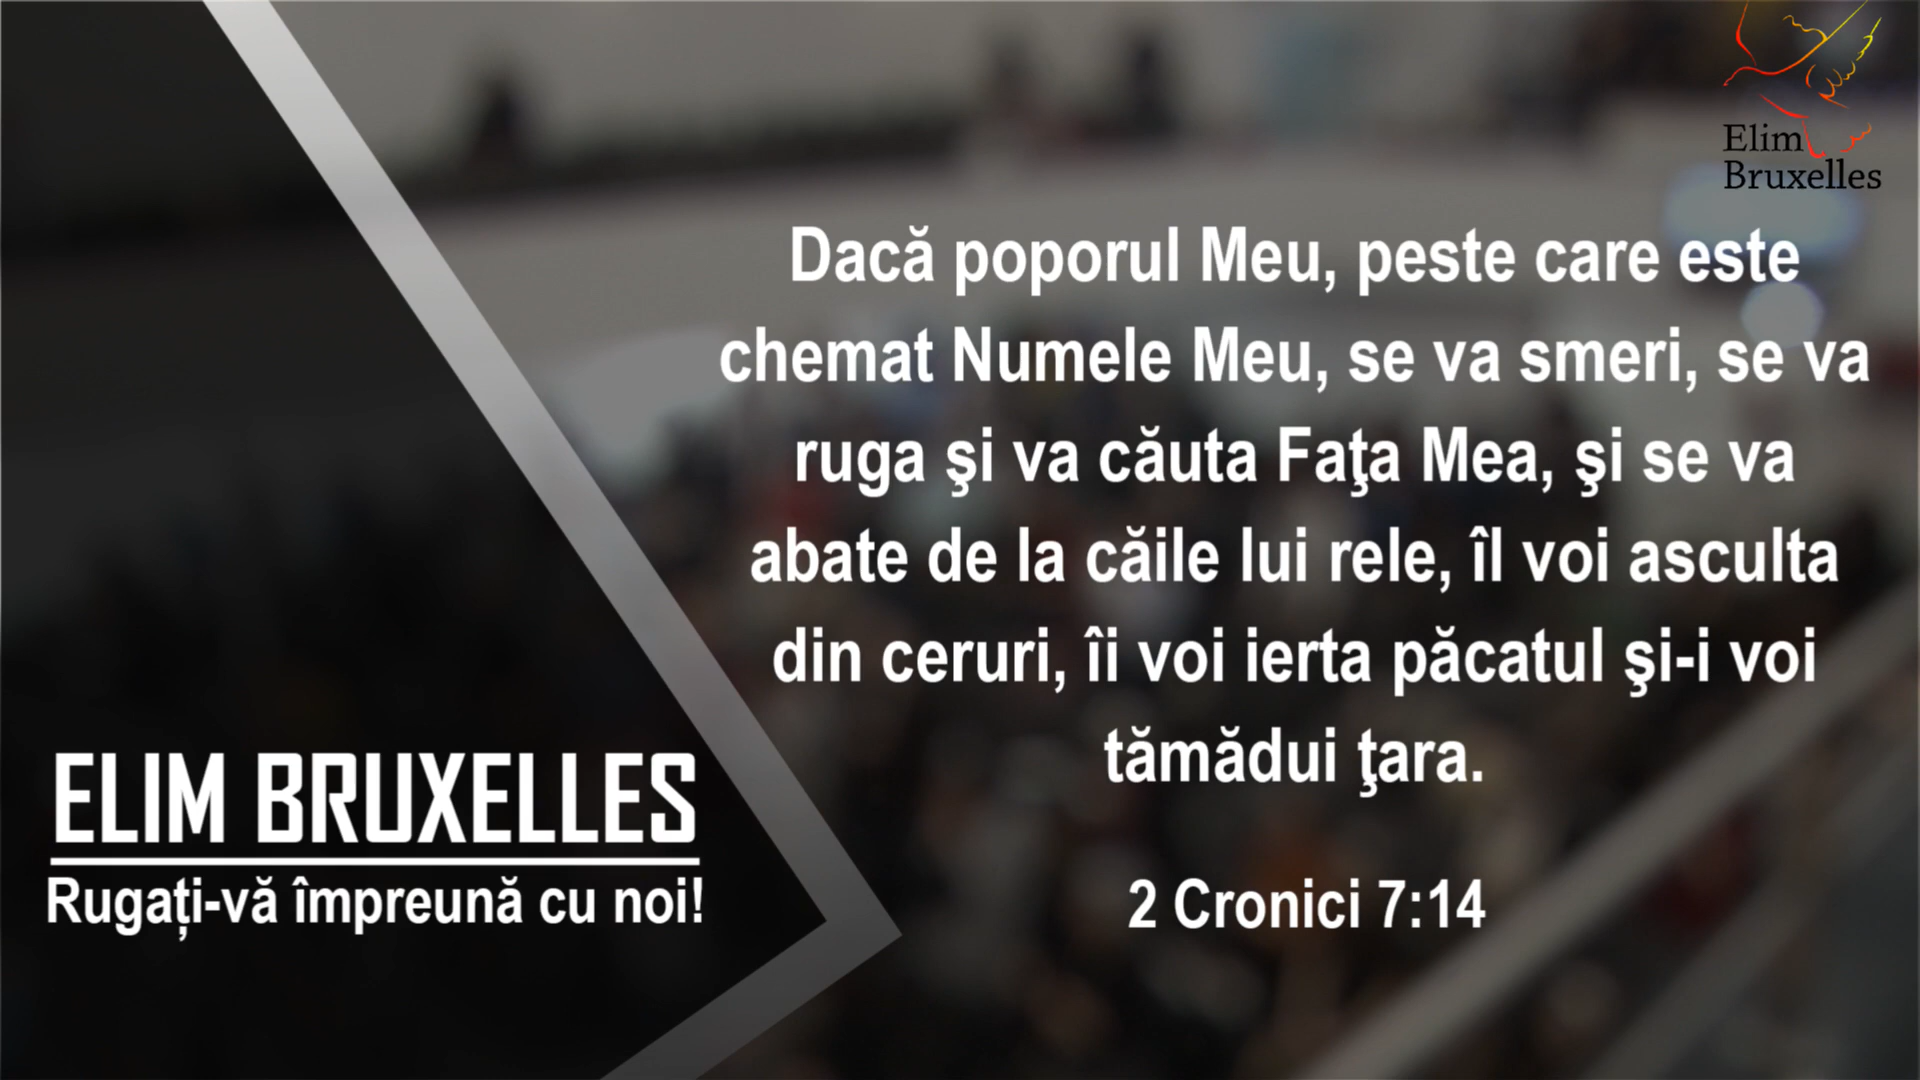 Elim
Bruxelles
Dacă poporul Meu, peste care este
chemat Numele Meu, se va smeri, se va
ruga şi va căuta Faţa Mea, şi se va
abate de la căile lui rele, îl voi asculta
din ceruri, îi voi ierta păcatul şi-i voi
tămădui ţara.
2 Cronici 7:14
ELIM BRUXELLES
Rugați-vă împreună cu noi!